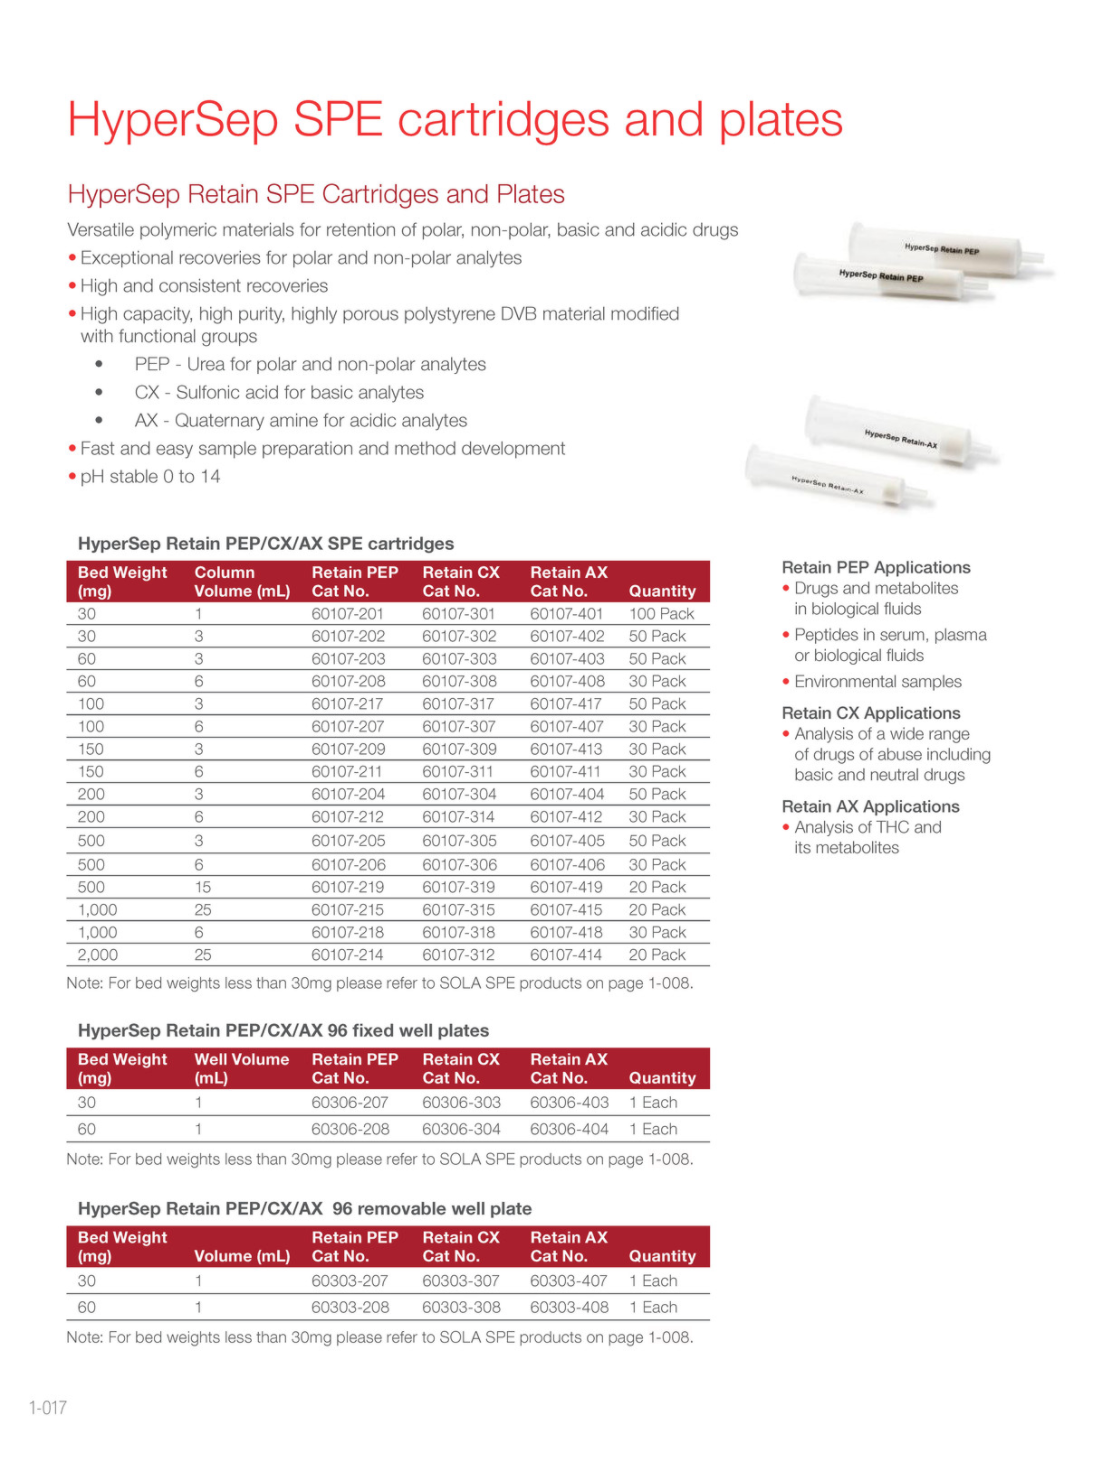 HyperSep SPE cartridges and plates
HyperSep Retain SPE Cartridges and Plates
Versatile polymeric materials for retention of polar, non-polar, basic and acidic drugs
• Exceptional recoveries for polar and non-polar analytes
• High and consistent recoveries
• High capacity, high purity, highly porous polystyrene DVB material modified
with functional groups
• PEP - Urea for polar and non-polar analytes
• CX - Sulfonic acid for basic analytes
• AX - Quaternary amine for acidic analytes
• Fast and easy sample preparation and method development
• pH stable 0 to 14
HyperSep Retain PEP
HyperSep Retain PEP
HyperSep Retain-AX
HyperSep Retain-AX
HyperSep Retain PEP/CX/AX SPE cartridges
Bed Weight Column Retain PEP Retain CX Retain AX
(mg) Volume (mL) Cat No. Cat No. Cat No. Quantity
30 1 60107-201 60107-301 60107-401 100 Pack
30 3 60107-202 60107-302 60107-402 50 Pack
60 3 60107-203 60107-303 60107-403 50 Pack
60 6 60107-208 60107-308 60107-408 30 Pack
100 3 60107-217 60107-317 60107-417 50 Pack
100 6 60107-207 60107-307 60107-407 30 Pack
150 3 60107-209 60107-309 60107-413 30 Pack
150 6 60107-211 60107-311 60107-411 30 Pack
200 3 60107-204 60107-304 60107-404 50 Pack
200 6 60107-212 60107-314 60107-412 30 Pack
500 3 60107-205 60107-305 60107-405 50 Pack
500 6 60107-206 60107-306 60107-406 30 Pack
500 15 60107-219 60107-319 60107-419 20 Pack
1,000 25 60107-215 60107-315 60107-415 20 Pack
1,000 6 60107-218 60107-318 60107-418 30 Pack
2,000 25 60107-214 60107-312 60107-414 20 Pack
Note: For bed weights less than 30mg please refer to SOLA SPE products on page 1-008.
Retain PEP Applications
• Drugs and metabolites
in biological fluids
• Peptides in serum, plasma
or biological fluids
• Environmental samples
Retain CX Applications
• Analysis of a wide range
of drugs of abuse including
basic and neutral drugs
Retain AX Applications
• Analysis of THC and
its metabolites
HyperSep Retain PEP/CX/AX 96 fixed well plates
Bed Weight Well Volume Retain PEP Retain CX Retain AX
(mg) (mL) Cat No. Cat No. Cat No. Quantity
30 1 60306-207 60306-303 60306-403 1 Each
60 1 60306-208 60306-304 60306-404 1 Each
Note: For bed weights less than 30mg please refer to SOLA SPE products on page 1-008.
HyperSep Retain PEP/CX/AX 96 removable well plate
Bed Weight Retain PEP Retain CX Retain AX
(mg) Volume (mL) Cat No. Cat No. Cat No. Quantity
30 1 60303-207 60303-307 60303-407 1 Each
60 1 60303-208 60303-308 60303-408 1 Each
Note: For bed weights less than 30mg please refer to SOLA SPE products on page 1-008.
1-017